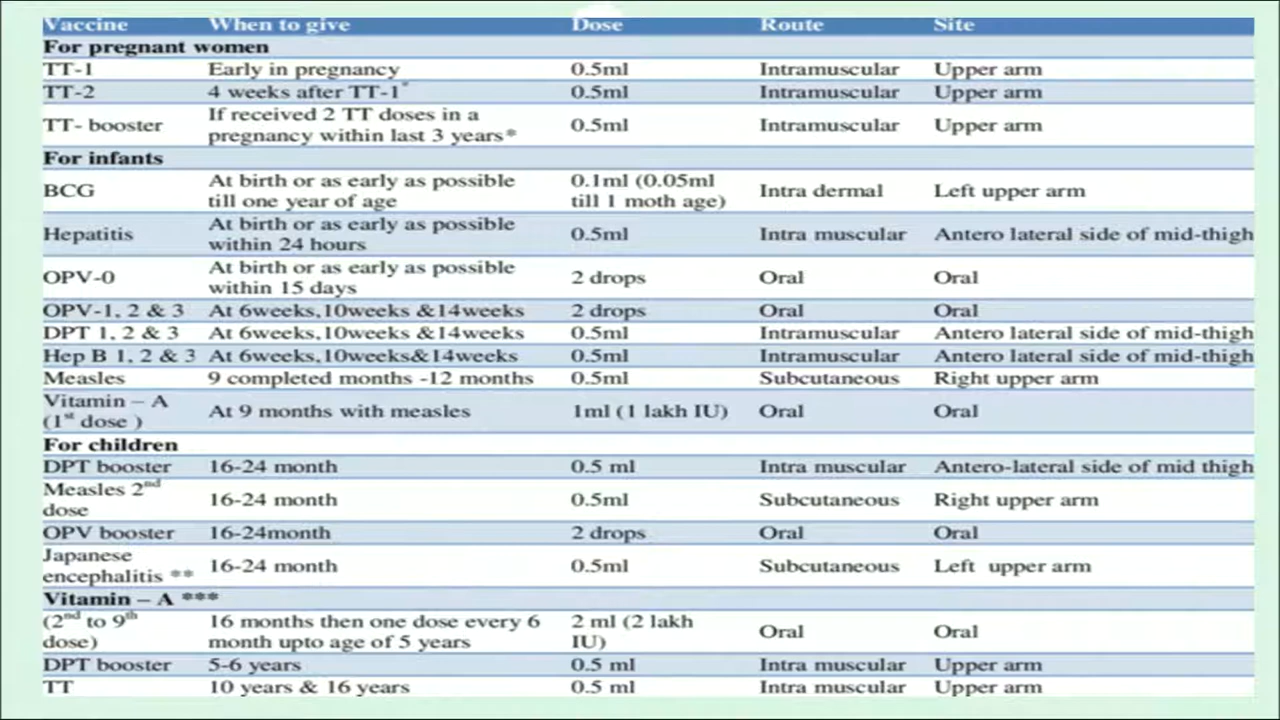 Vaccine When to give Dose Route Site
For pregnant women
TT-1 Early in pregnancy 0.5ml Intramuscular Upper arm
TT-2 4 weeks after TT-1* 0.5ml Intramuscular Upper arm
TT- booster If received 2 TT doses in a pregnancy within last 3 years* 0.5ml Intramuscular Upper arm
For infants
BCG At birth or as early as possible till one year of age 0.1ml (0.05ml till 1 moth age) Intra dermal Left upper arm
Hepatitis At birth or as early as possible within 24 hours 0.5ml Intra muscular Antero lateral side of mid-thigh
OPV-0 At birth or as early as possible within 15 days 2 drops Oral Oral
OPV-1, 2 & 3 At 6weeks,10weeks &14weeks 2 drops Oral Oral
DPT 1, 2 & 3 At 6weeks,10weeks &14weeks 0.5ml Intramuscular Antero lateral side of mid-thigh
Hep B 1, 2 & 3 At 6weeks,10weeks&14weeks 0.5ml Intramuscular Antero lateral side of mid-thigh
Measles 9 completed months -12 months 0.5ml Subcutaneous Right upper arm
Vitamin – A (1st dose ) At 9 months with measles 1ml (1 lakh IU) Oral Oral
For children
DPT booster 16-24 month 0.5 ml Intra muscular Antero-lateral side of mid thigh
Measles 2nd dose 16-24 month 0.5ml Subcutaneous Right upper arm
OPV booster 16-24month 2 drops Oral Oral
Japanese encephalitis ** 16-24 month 0.5ml Subcutaneous Left upper arm
Vitamin – A ***
(2nd to 9th dose) 16 months then one dose every 6 month upto age of 5 years 2 ml (2 lakh IU) Oral Oral
DPT booster 5-6 years 0.5 ml Intra muscular Upper arm
TT 10 years & 16 years 0.5 ml Intra muscular Upper arm